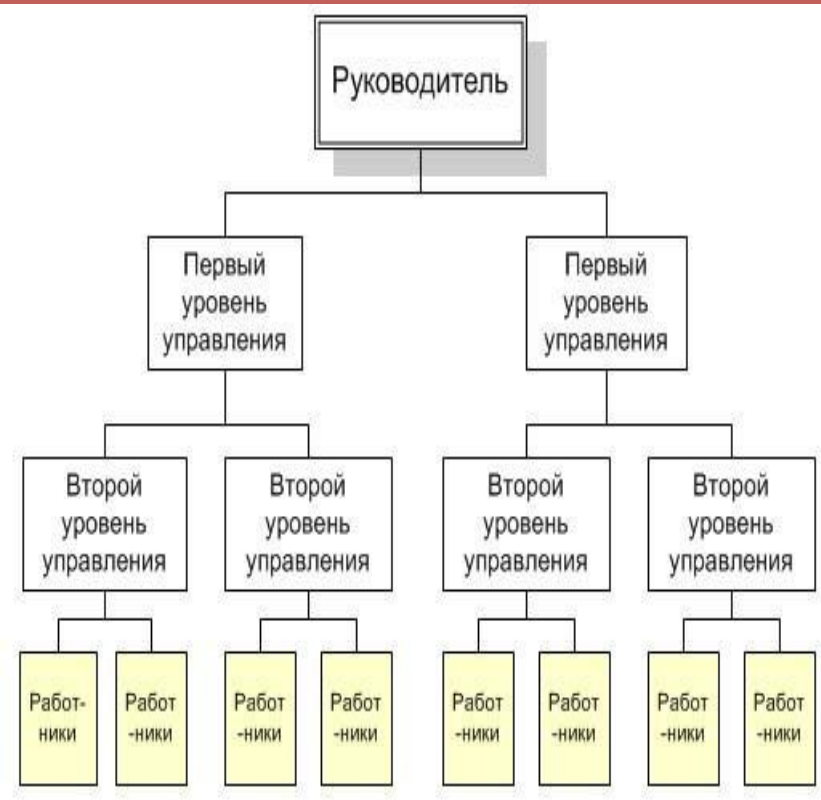 Руководитель
Первый
уровень
управления
Первый
уровень
управления
Второй
уровень
управления
Второй
уровень
управления
Второй
уровень
управления
Второй
уровень
управления
Работ-
ники
Работ
-ники
Работ
-ники
Работ
-ники
Работ
-ники
Работ
-ники
Работ
-ники
Работ
-ники